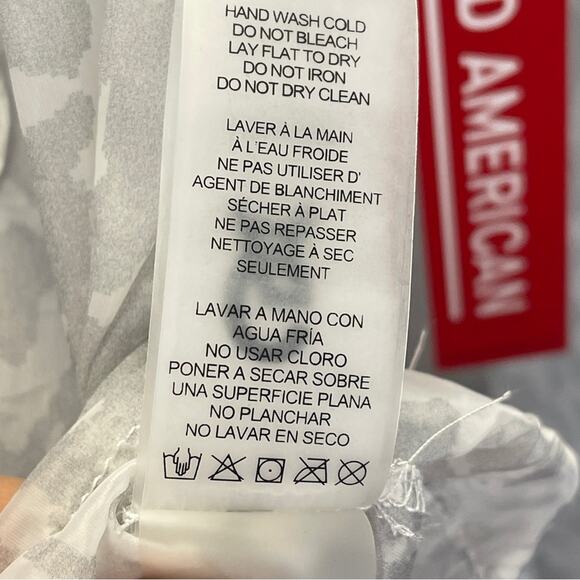 HAND WASH COLD
DO NOT BLEACH
LAY FLAT TO DRY
DO NOT IRON
DO NOT DRY CLEAN
LAVER À LA MAIN
À L'EAU FROIDE
NE PAS UTILISER D'
AGENT DE BLANCHIMENT
SÉCHER À PLAT
NE PAS REPASSER
NETTOYAGE À SEC
SEULEMENT
LAVAR A MANO CON
AGUA FRÍA
NO USAR CLORO
PONER A SECAR SOBRE
UNA SUPERFICIE PLANA
NO PLANCHAR
NO LAVAR EN SECO
D AMERICAN